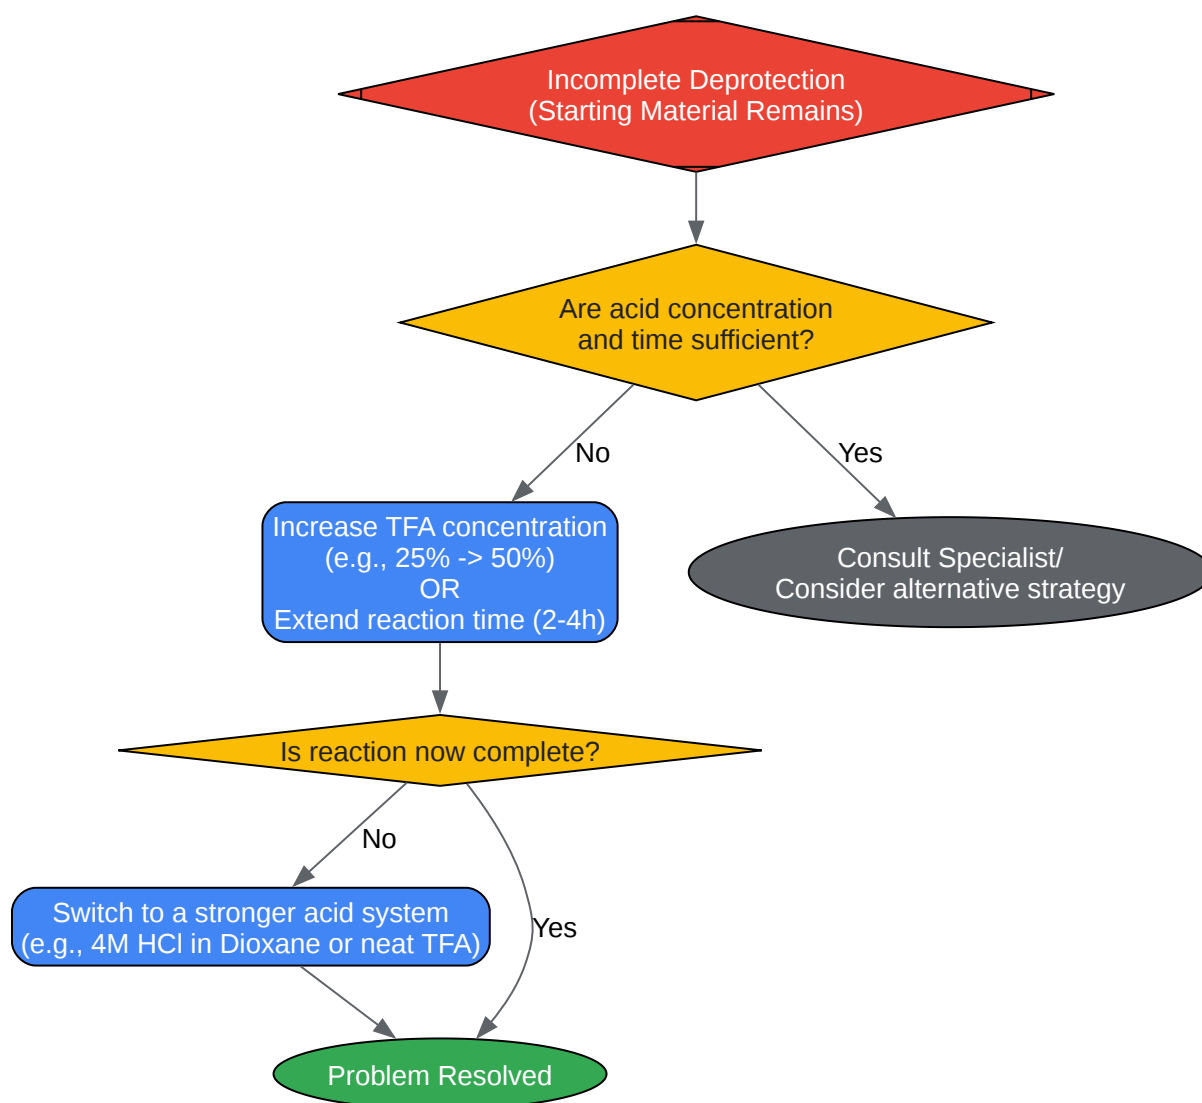 Incomplete Deprotection
(Starting Material Remains)
Are acid concentration
and time sufficient?
No
Yes
Increase TFA concentration
(e.g., 25% -> 50%)
OR
Extend reaction time (2-4h)
Consult Specialist/
Consider alternative strategy
Is reaction now complete?
No
Yes
Switch to a stronger acid system
(e.g., 4M HCl in Dioxane or neat TFA)
Problem Resolved